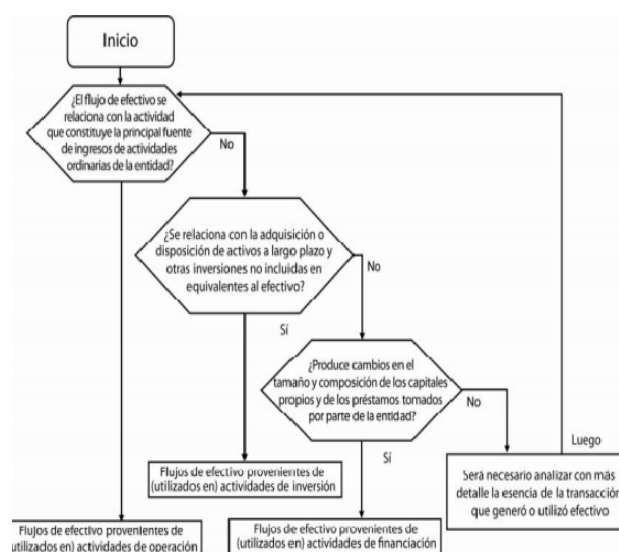 Inicio
¿El flujo de efectivo se
relaciona con la actividad
que constituye la principal fuente
de ingresos de actividades
ordinarias de la entidad?
No
¿Se relaciona con la adquisición o
disposición de activos a largo plazo y
otras inversiones no incluidas en
equivalentes al efectivo?
No
Sí
¿Produce cambios en el
tamaño y composición de los capitales
propios y de los préstamos tomados
por parte de la entidad?
No
Luego
Sí
Flujos de efectivo provenientes de
(utilizados en) actividades de inversión
Será necesario analizar con más
detalle la esencia de la transacción
que generó o utilizó efectivo
Flujos de efectivo provenientes de
utilizados en) actividades de operación
Flujos de efectivo provenientes de
(utilizados en) actividades de financiación